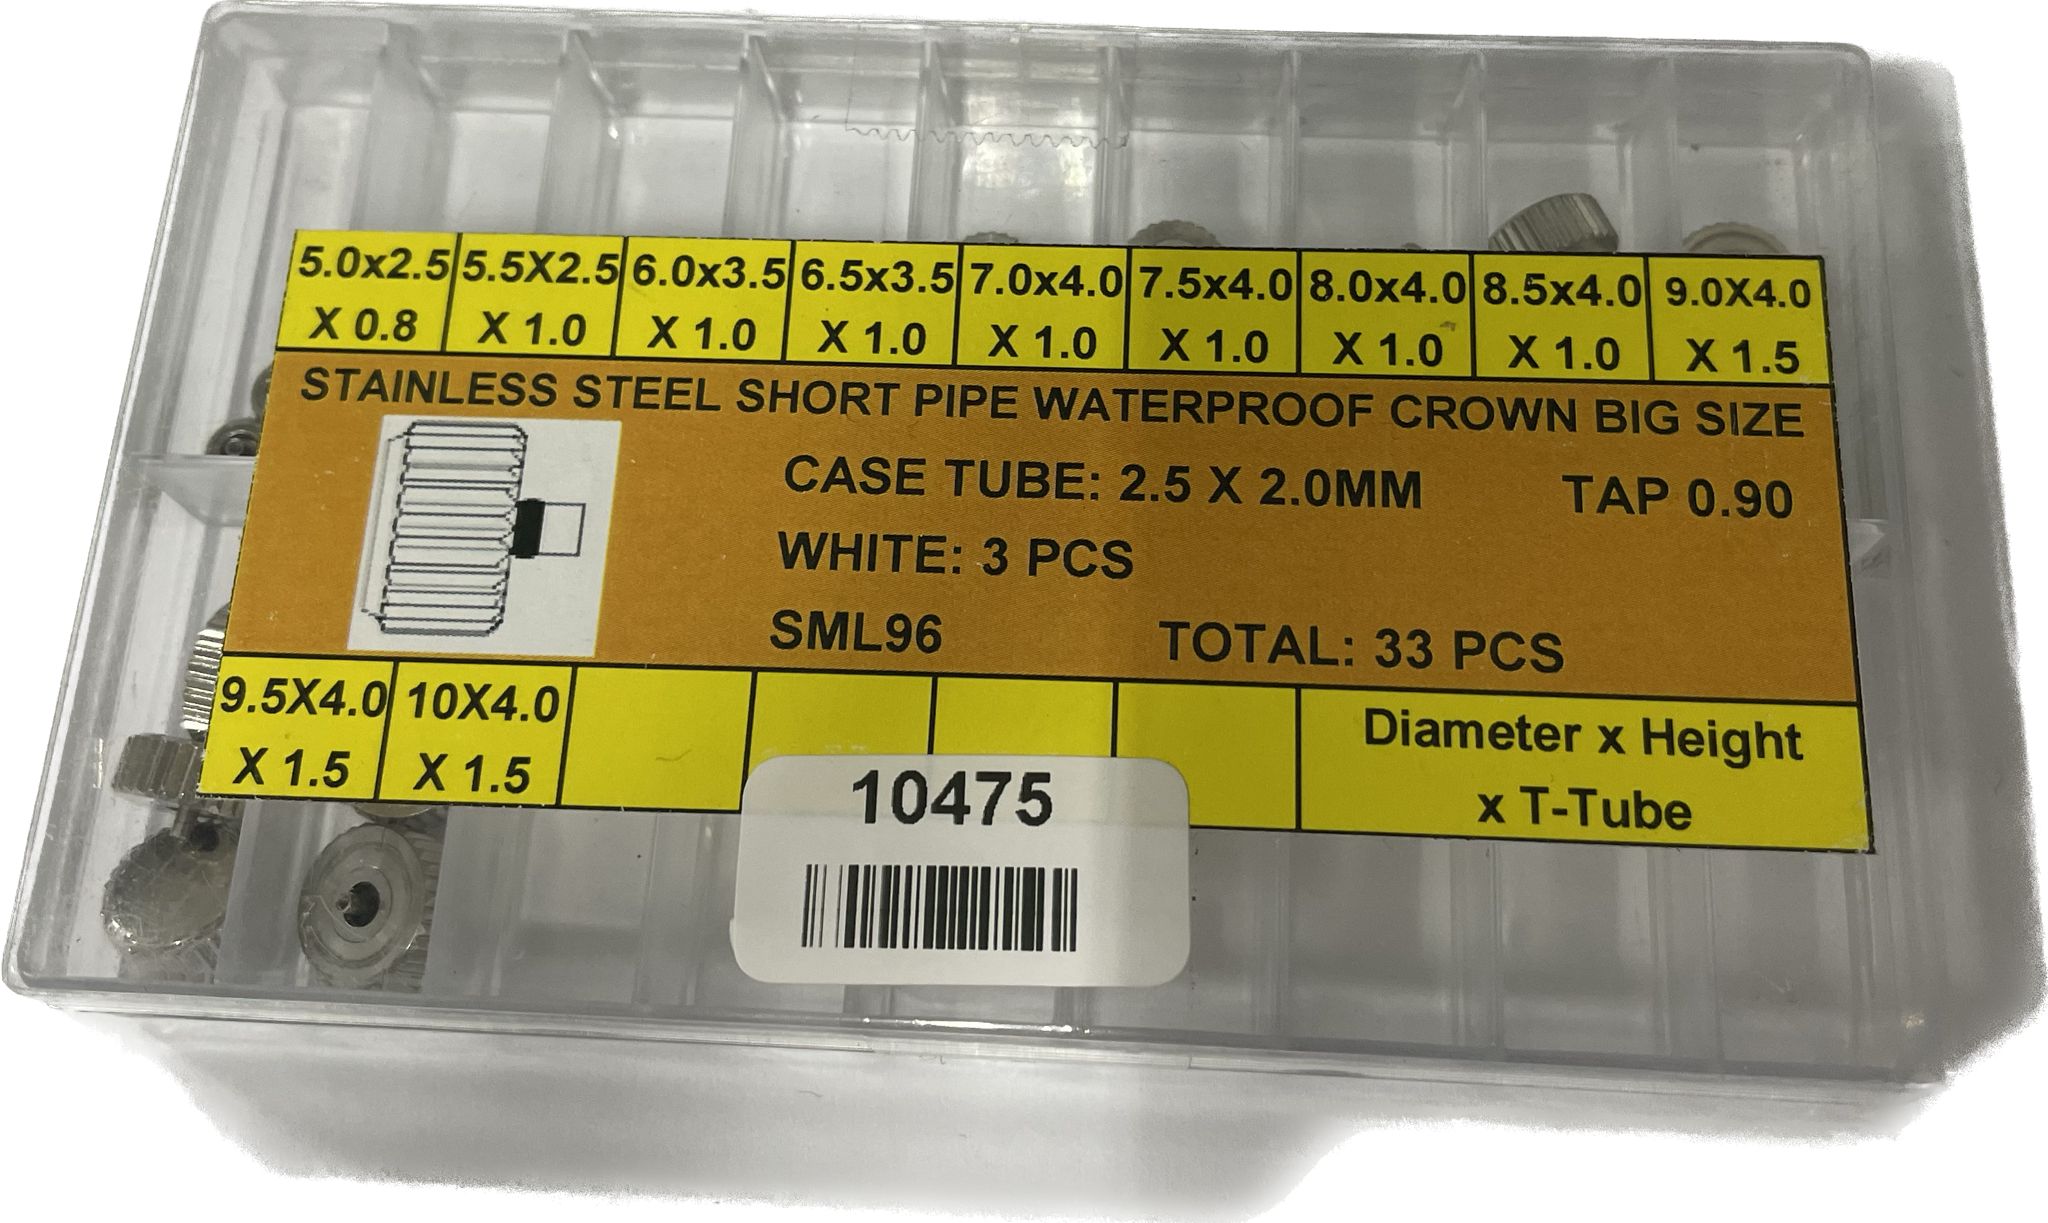 5.0x2.5 5.5X2.5 6.0x3.5 6.5x3.5 7.0x4.0 7.5x4.0 8.0x4.0 8.5x4.0 9.0X4.0
X 0.8 X 1.0 X 1.0 X 1.0 X 1.0 X 1.0 X 1.0 X 1.0 X 1.5
STAINLESS STEEL SHORT PIPE WATERPROOF CROWN BIG SIZE
CASE TUBE: 2.5 X 2.0MM TAP 0.90
WHITE: 3 PCS
SML96 TOTAL: 33 PCS
9.5X4.0 10X4.0 Diameter x Height
X 1.5 X 1.5 x T-Tube
10475